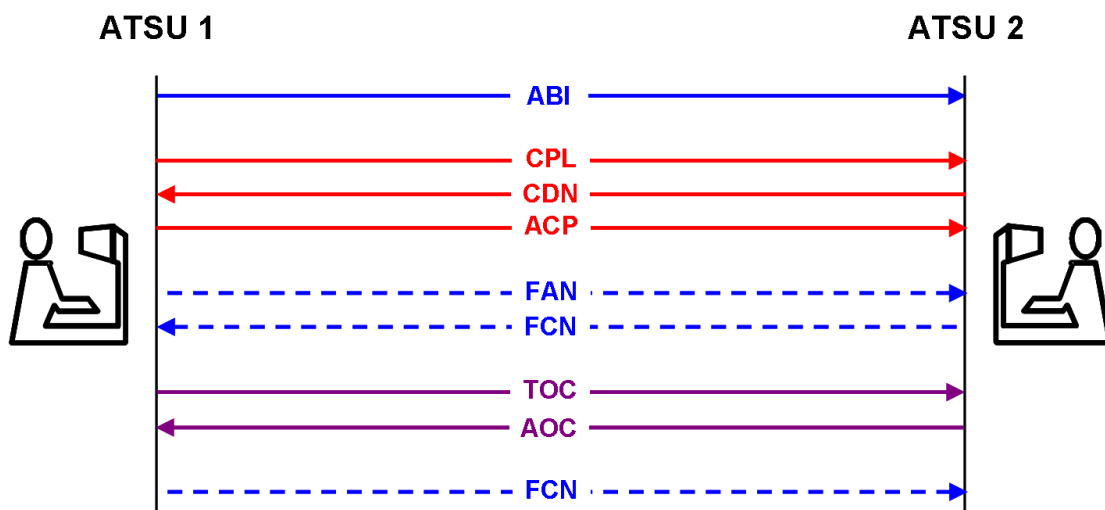 ATSU 1
ATSU 2
ABI
CPL
CDN
ACP
FAN
FCN
TOC
AOC
FCN